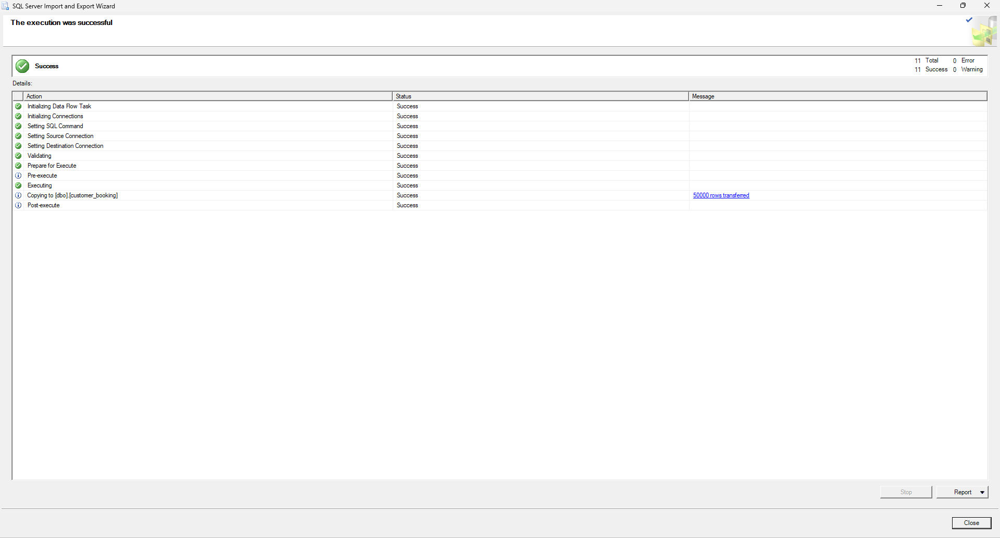 SQL Server Import and Export Wizard
The execution was successful
Success
11 Total 0 Error
11 Success 0 Warning
Details:
Action Status Message
Initializing Data Flow Task Success
Initializing Connections Success
Setting SQL Command Success
Setting Source Connection Success
Setting Destination Connection Success
Validating Success
Prepare for Execute Success
Pre-execute Success
Executing Success
Copying to [dbo].[customer_booking] Success 50000 rows transferred
Post-execute Success
Stop Report
Close